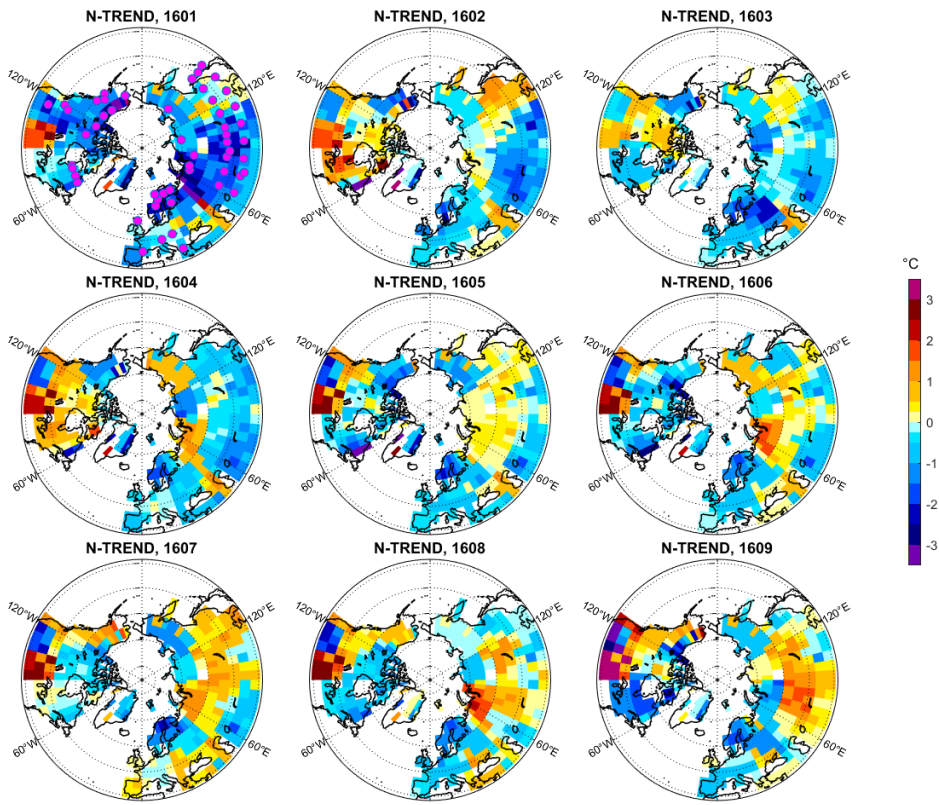 N-TREND, 1601
N-TREND, 1602
N-TREND, 1603
120°W
120°E
60°W
60°E
120°W
120°E
60°W
60°E
120°W
120°E
60°W
60°E
N-TREND, 1604
N-TREND, 1605
N-TREND, 1606
120°W
120°E
60°W
60°E
120°W
120°E
60°W
60°E
120°W
120°E
60°W
60°E
N-TREND, 1607
N-TREND, 1608
N-TREND, 1609
120°W
120°E
60°W
60°E
120°W
120°E
60°W
60°E
120°W
120°E
60°W
60°E
°C
3
2
1
0
-1
-2
-3